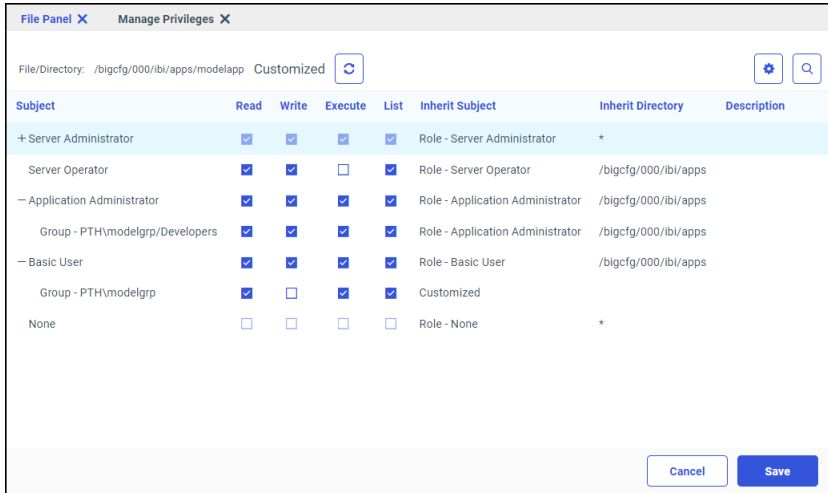 File Panel Manage Privileges
File/Directory: /bigcfg/000/ibi/apps/modelapp Customized
Subject Read Write Execute List Inherit Subject Inherit Directory Description
Server Administrator Role - Server Administrator *
Server Operator Role - Server Operator /bigcfg/000/ibi/apps
Application Administrator Role - Application Administrator /bigcfg/000/ibi/apps
Group - PTH\modelgrp/Developers Role - Application Administrator /bigcfg/000/ibi/apps
Basic User Role - Basic User /bigcfg/000/ibi/apps
Group - PTH\modelgrp Customized
None Role - None *
Cancel Save